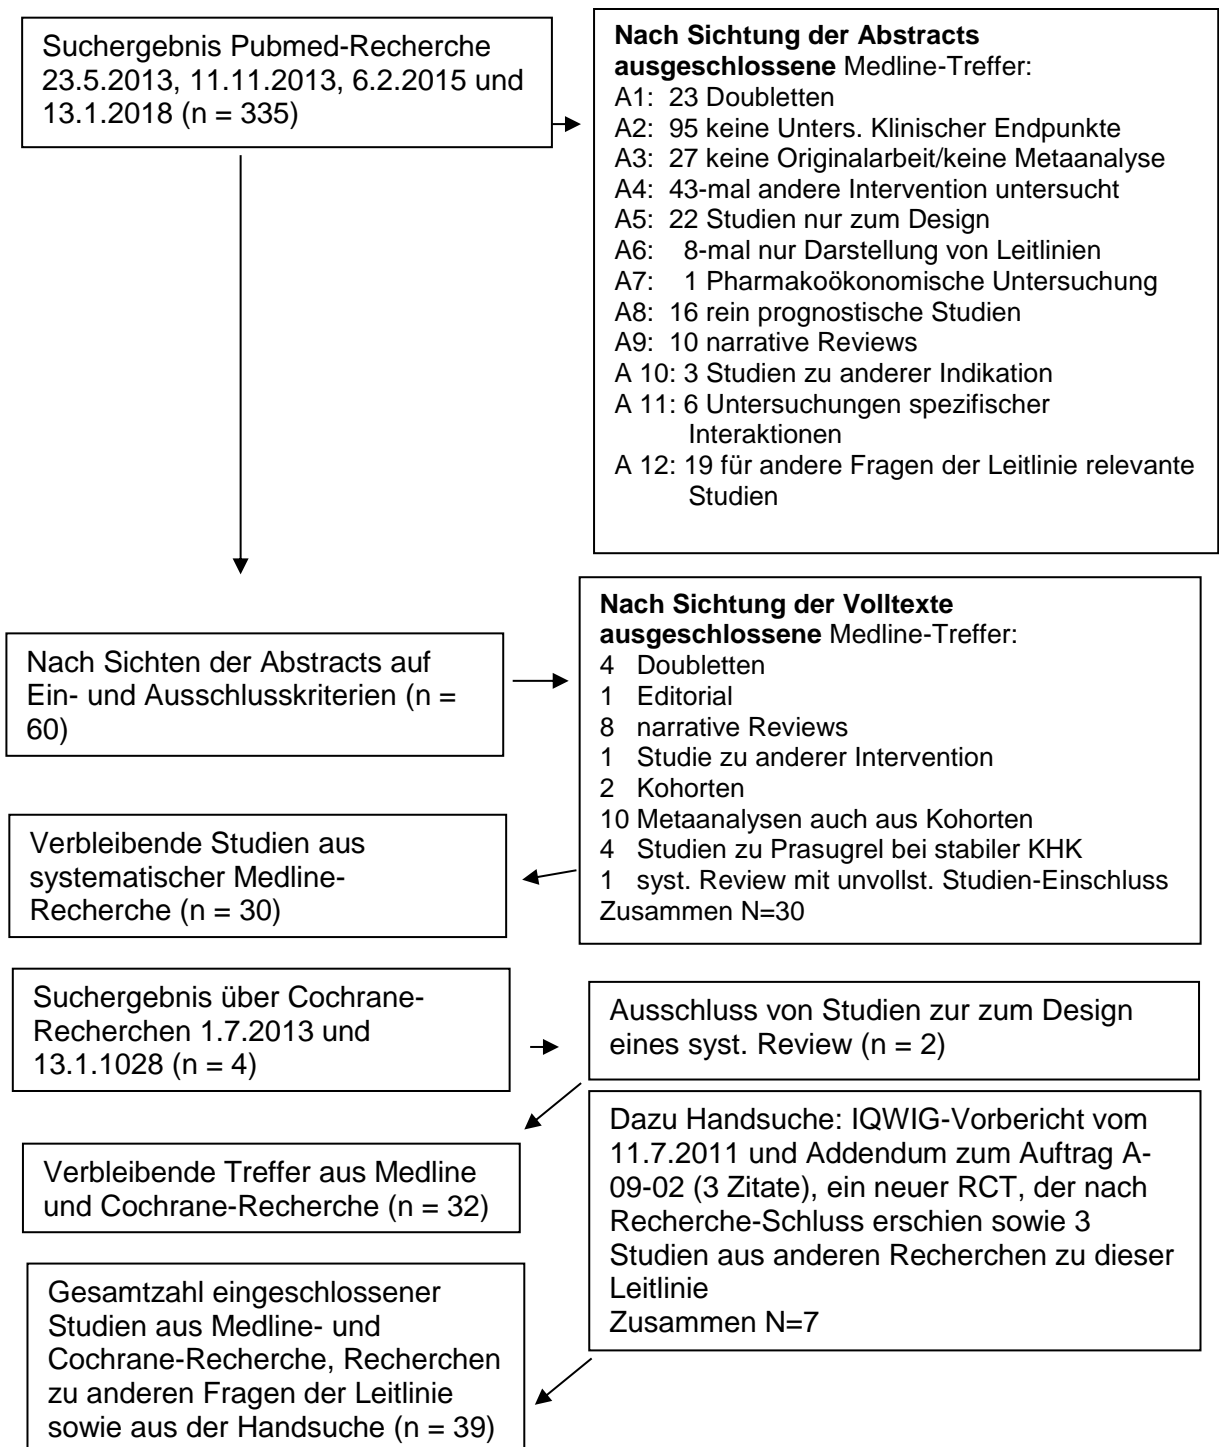 Suchergebnis Pubmed-Recherche
23.5.2013, 11.11.2013, 6.2.2015 und
13.1.2018 (n = 335)
Nach Sichtung der Abstracts
ausgeschlossene Medline-Treffer:
A1: 23 Doubletten
A2: 95 keine Unters. Klinischer Endpunkte
A3: 27 keine Originalarbeit/keine Metaanalyse
A4: 43-mal andere Intervention untersucht
A5: 22 Studien nur zum Design
A6: 8-mal nur Darstellung von Leitlinien
A7: 1 Pharmakoökonomische Untersuchung
A8: 16 rein prognostische Studien
A9: 10 narrative Reviews
A 10: 3 Studien zu anderer Indikation
A 11: 6 Untersuchungen spezifischer
Interaktionen
A 12: 19 für andere Fragen der Leitlinie relevante
Studien
Nach Sichten der Abstracts auf
Ein- und Ausschlusskriterien (n =
60)
Nach Sichtung der Volltexte
ausgeschlossene Medline-Treffer:
4 Doubletten
1 Editorial
8 narrative Reviews
1 Studie zu anderer Intervention
2 Kohorten
10 Metaanalysen auch aus Kohorten
4 Studien zu Prasugrel bei stabiler KHK
1 syst. Review mit unvollst. Studien-Einschluss
Zusammen N=30
Verbleibende Studien aus
systematischer Medline-
Recherche (n = 30)
Suchergebnis über Cochrane-
Recherchen 1.7.2013 und
13.1.1028 (n = 4)
Ausschluss von Studien zur zum Design
eines syst. Review (n = 2)
Verbleibende Treffer aus Medline
und Cochrane-Recherche (n = 32)
Dazu Handsuche: IQWIG-Vorbericht vom
11.7.2011 und Addendum zum Auftrag A-
09-02 (3 Zitate), ein neuer RCT, der nach
Recherche-Schluss erschien sowie 3
Studien aus anderen Recherchen zu dieser
Leitlinie
Zusammen N=7
Gesamtzahl eingeschlossener
Studien aus Medline- und
Cochrane-Recherche, Recherchen
zu anderen Fragen der Leitlinie
sowie aus der Handsuche (n = 39)